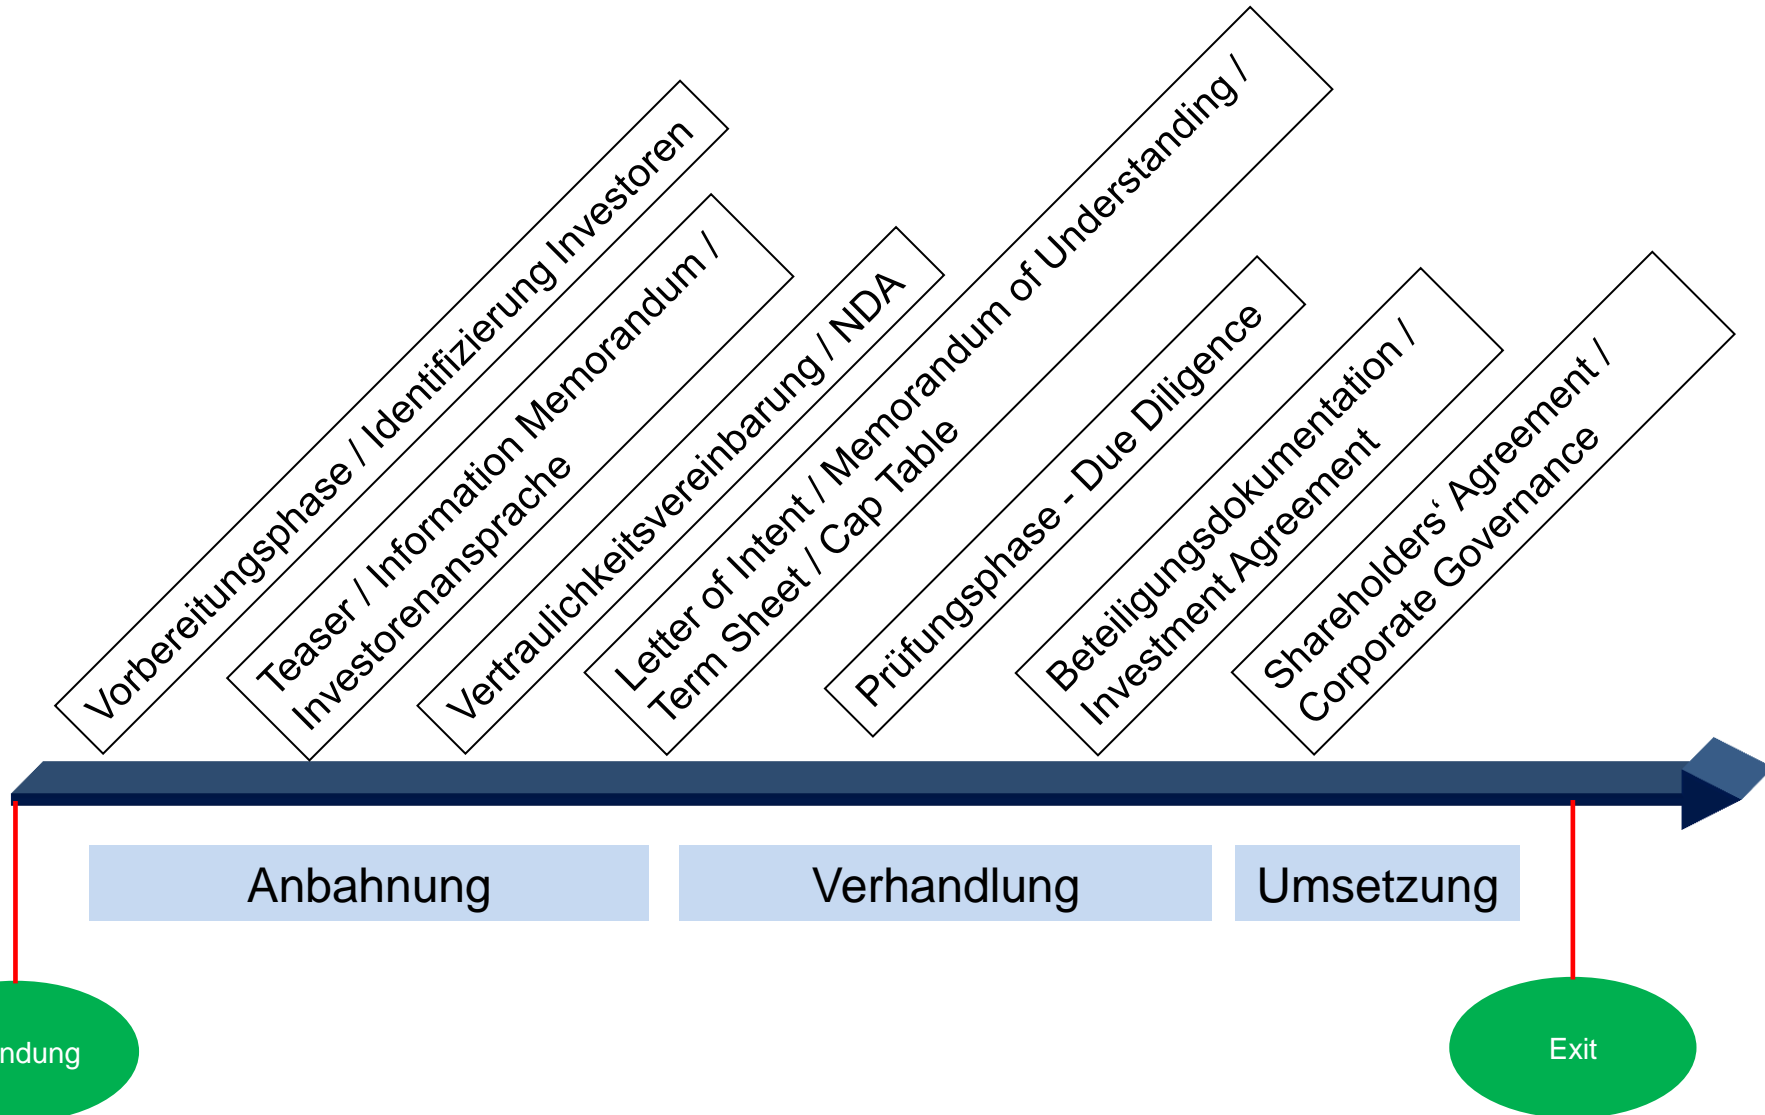 Vorbereitungsphase / Identifizierung Investoren
Teaser / Information Memorandum /
Investorenansprache
Vertraulichkeitsvereinbarung / NDA
Letter of Intent / Memorandum of Understanding /
Term Sheet / Cap Table
Prüfungsphase - Due Diligence
Beteiligungsdokumentation /
Investment Agreement
Shareholders‘ Agreement /
Corporate Governance
Anbahnung
Verhandlung
Umsetzung
ndung
Exit